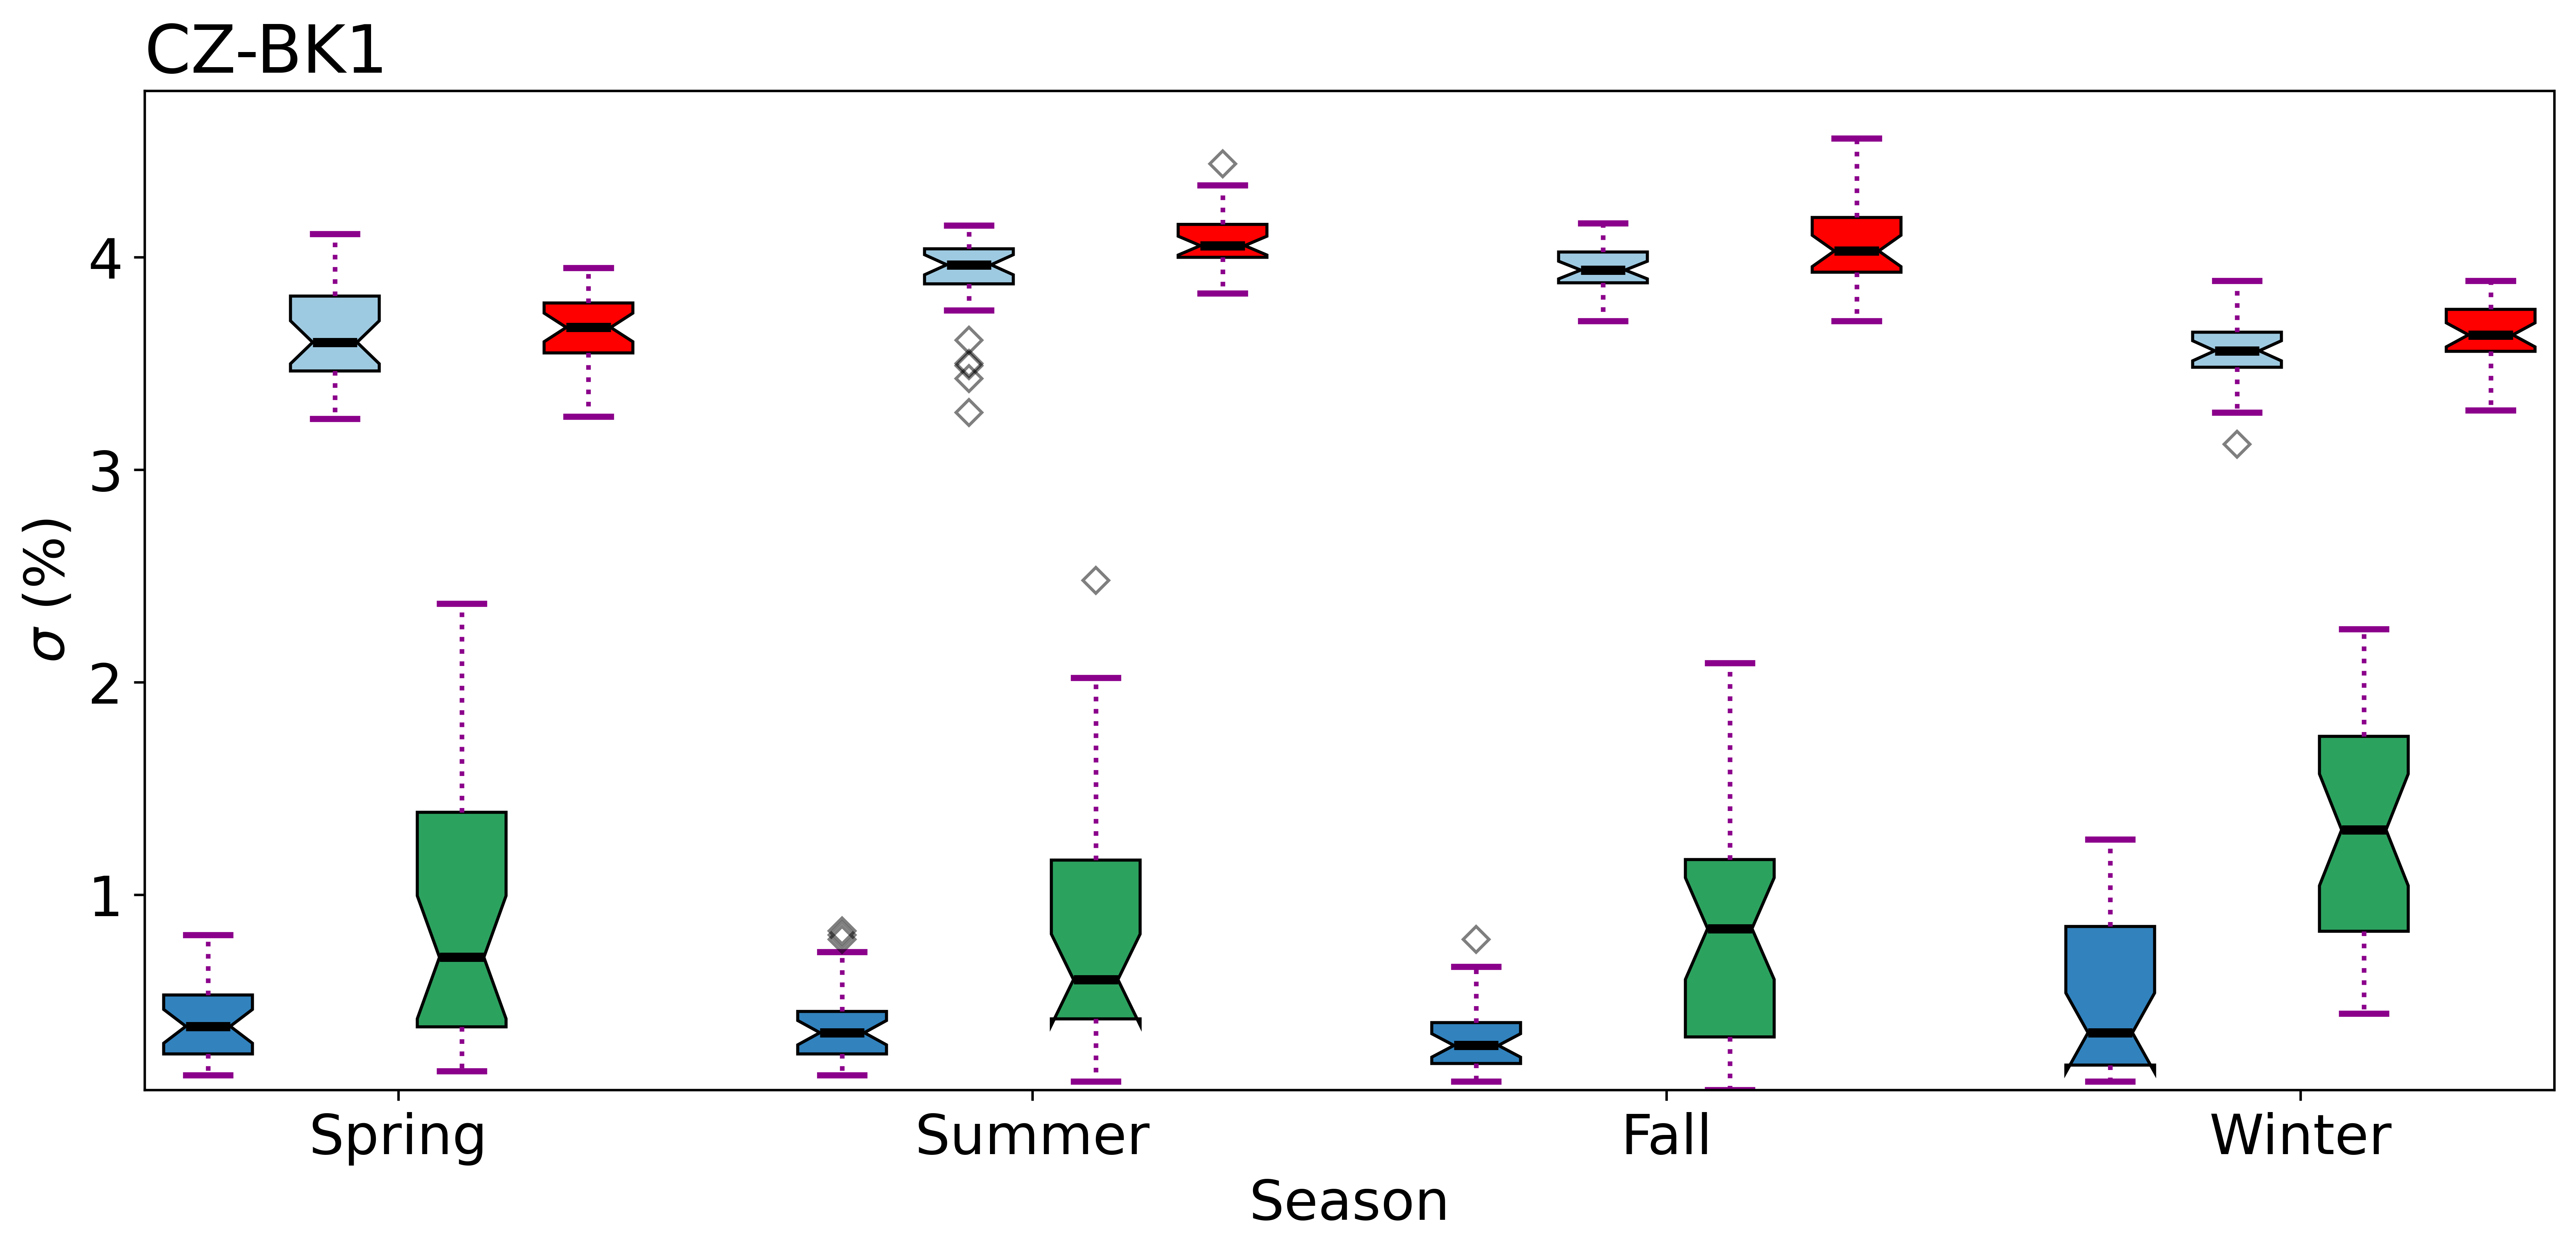 CZ-BK1
σ (%)
4
3
2
1
Spring Summer Fall Winter
Season